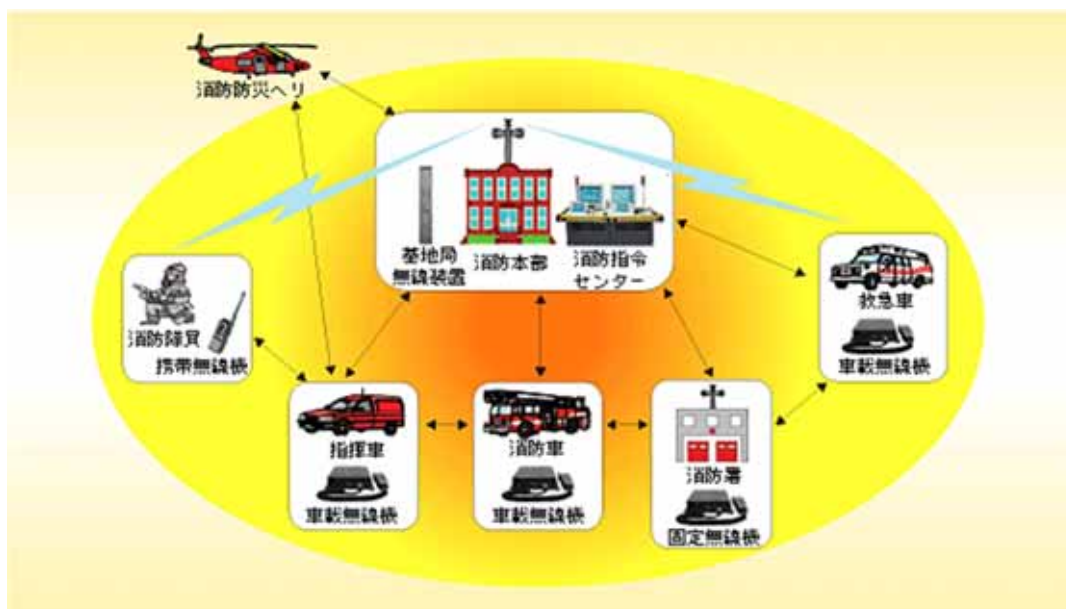 消防防災ヘリ
基地局
無線装置
消防本部
消防指令
センター
消防隊員
携帯無線機
救急車
車載無線機
指揮車
車載無線機
消防車
車載無線機
消防署
固定無線機